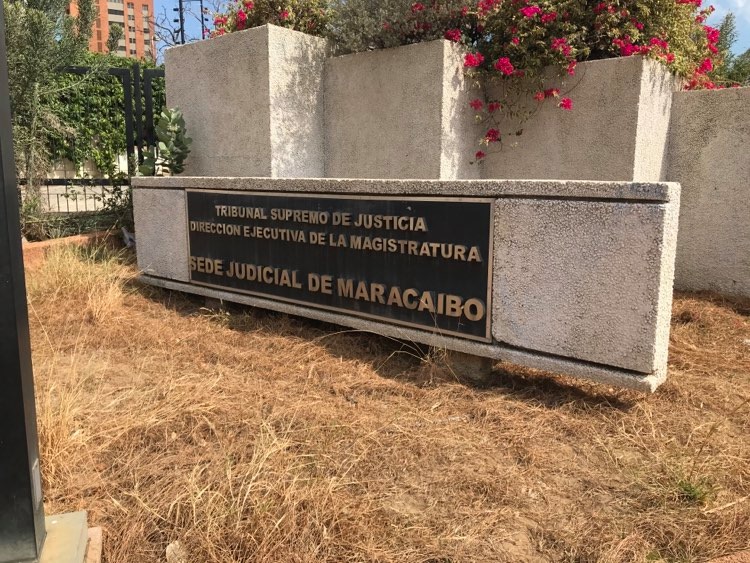 TRIBUNAL SUPREMO DE JUSTICIA
DIRECCION EJECUTIVA DE LA MAGISTRATURA
SEDE JUDICIAL DE MARACAIBO